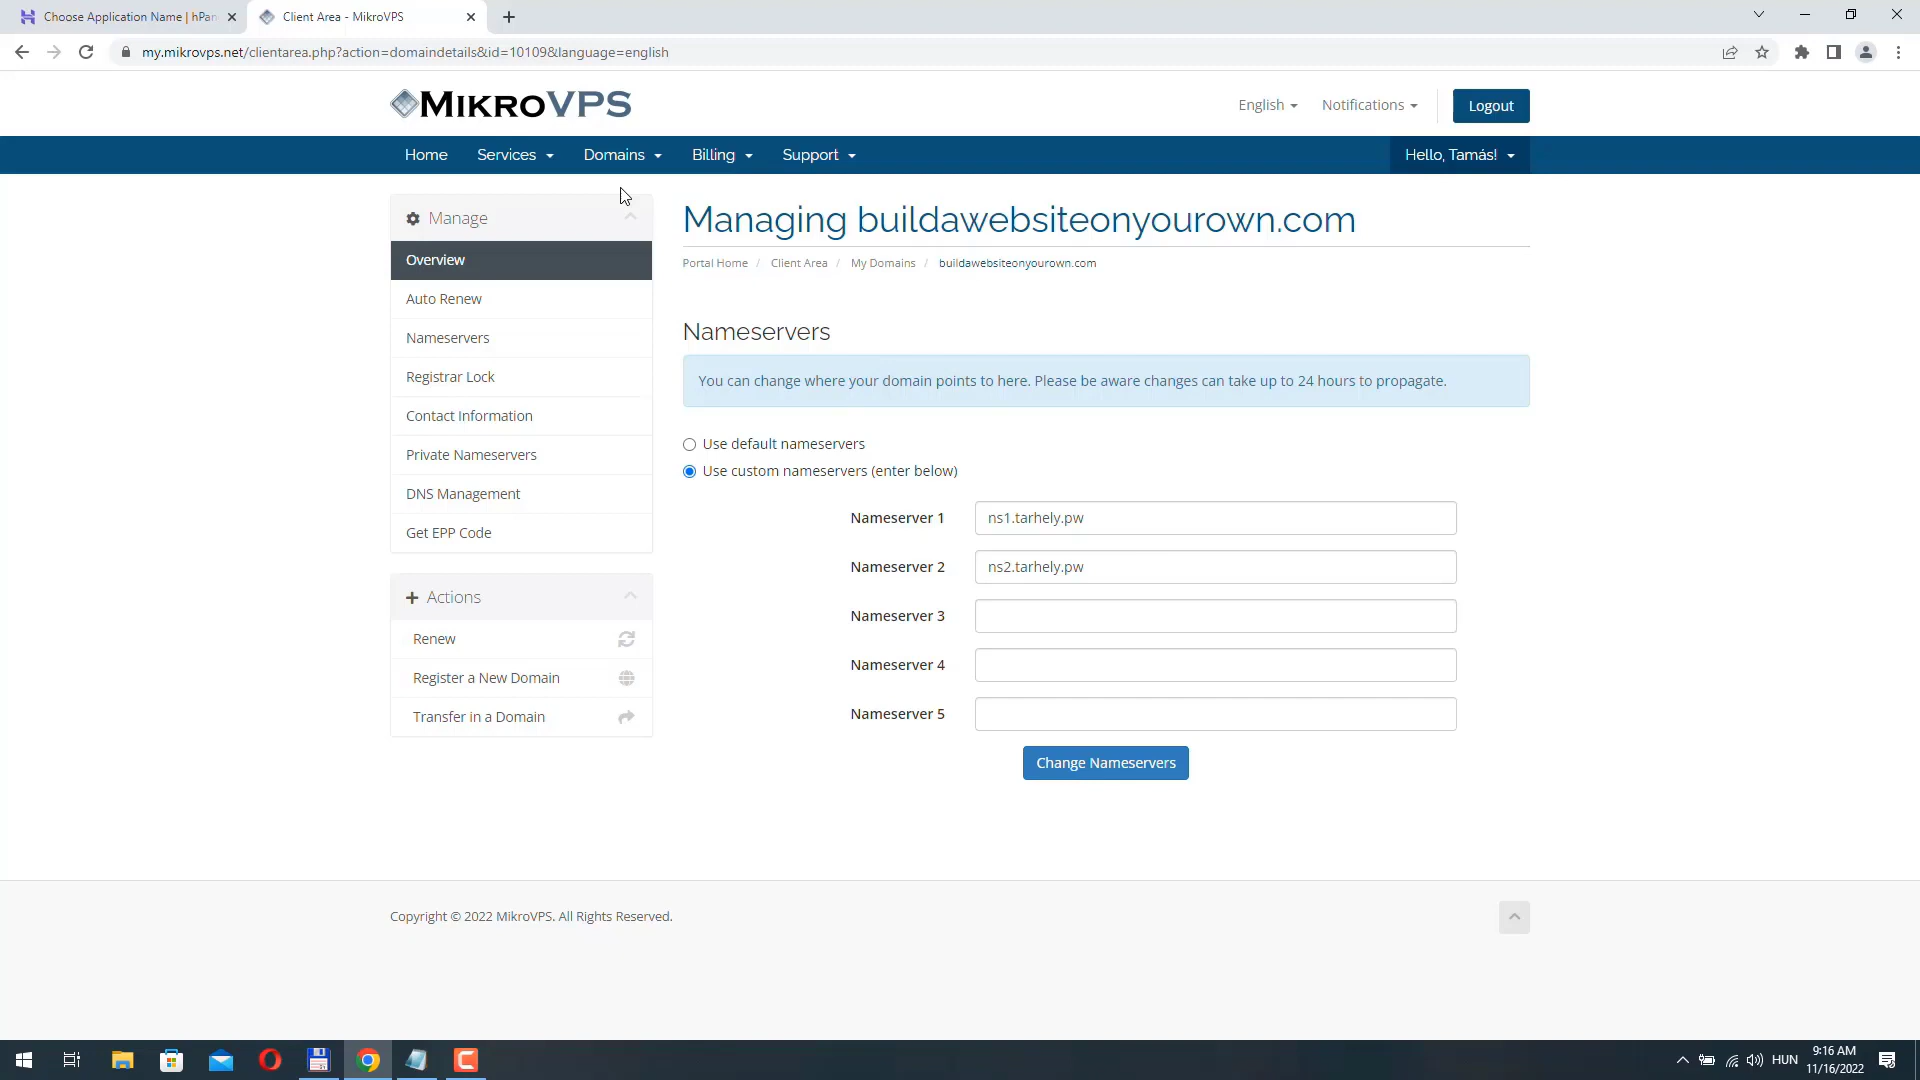 Choose Application Name | hPan
Client Area - MikroVPS
my.mikrovps.net/clientarea.php?action=domaindetails&id=10109&language=english
MIKROVPS
English
Notifications
Logout
Home
Services
Domains
Billing
Support
Hello, Tamás!
Manage
Overview
Auto Renew
Nameservers
Registrar Lock
Contact Information
Private Nameservers
DNS Management
Get EPP Code
Actions
Renew
Register a New Domain
Transfer in a Domain
Managing buildawebsiteonyourown.com
Portal Home / Client Area / My Domains / buildawebsiteonyourown.com
Nameservers
You can change where your domain points to here. Please be aware changes can take up to 24 hours to propagate.
Use default nameservers
Use custom nameservers (enter below)
Nameserver 1 ns1.tarhely.pw
Nameserver 2 ns2.tarhely.pw
Nameserver 3
Nameserver 4
Nameserver 5
Change Nameservers
Copyright © 2022 MikroVPS. All Rights Reserved.
HUN
9:16 AM
11/16/2022